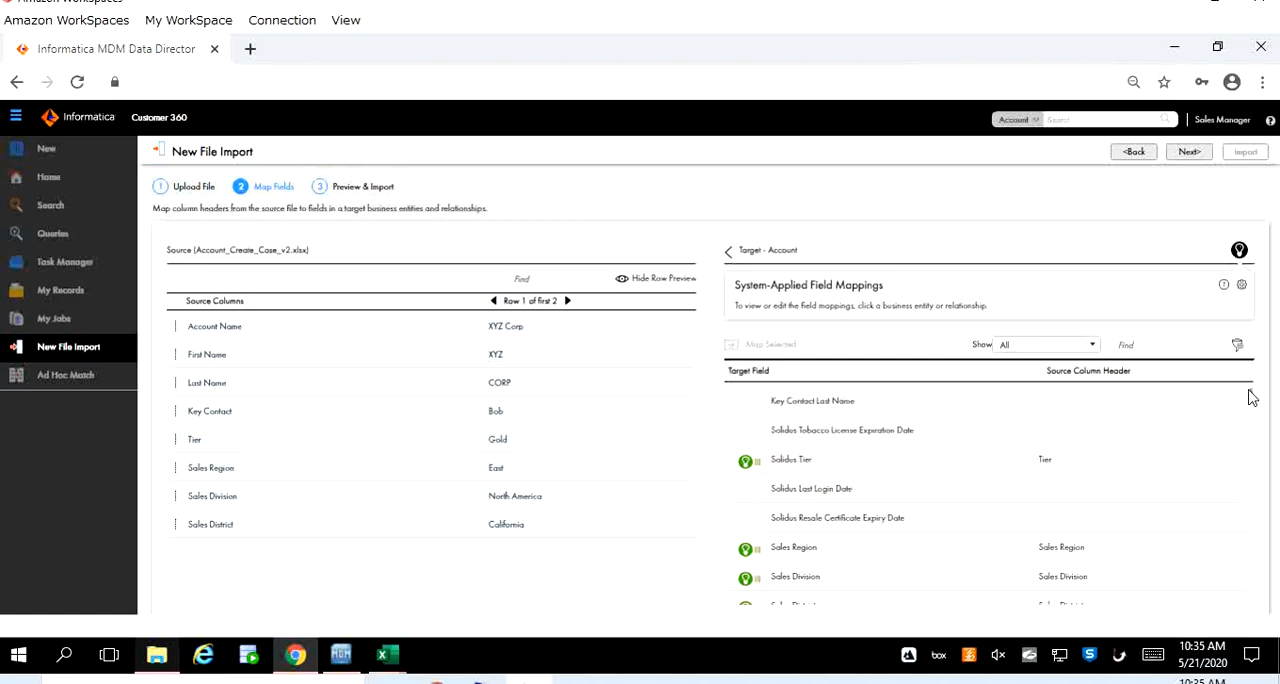 Amazon WorkSpaces
Amazon WorkSpaces My WorkSpace Connection View
Informatica MDM Data Director
Informatica Customer 360 Account Search Sales Manager
New
Home
Search
Queries
Task Manager
My Records
My Jobs
New File Import
Ad Hoc Match
New File Import <Back Next> Import
1 Upload File 2 Map Fields 3 Preview & Import
Map column headers from the source file to fields in a target business entities and relationships.
Source (Account_Create_Case_v2.xlsx)
Find Hide Raw Preview
Source Columns Row 1 of first 2
Account Name XYZ Corp
First Name XYZ
Last Name CORP
Key Contact Bob
Tier Gold
Sales Region East
Sales Division North America
Sales District California
Target - Account
System-Applied Field Mappings
To view or edit the field mappings, click a business entity or relationship.
Map Selected Show All Find
Target Field Source Column Header
Key Contact Last Name
Solidus Tobacco License Expiration Date
Solidus Tier Tier
Solidus Last Login Date
Solidus Resale Certificate Expiry Date
Sales Region Sales Region
Sales Division Sales Division
MDM
box
10:35 AM
5/21/2020
10:35 AM